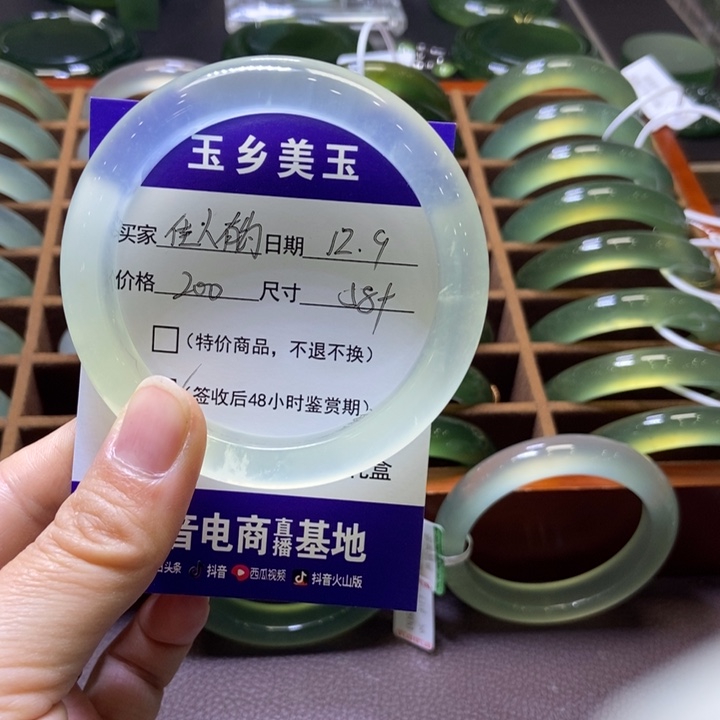 玉乡美玉
买家 佳人有约 日期 12.9
价格 200 尺寸 58+
□（特价商品，不退不换）
（签收后48小时鉴赏期）
礼盒
音电商直播基地
头条 抖音 西瓜视频 抖音火山版